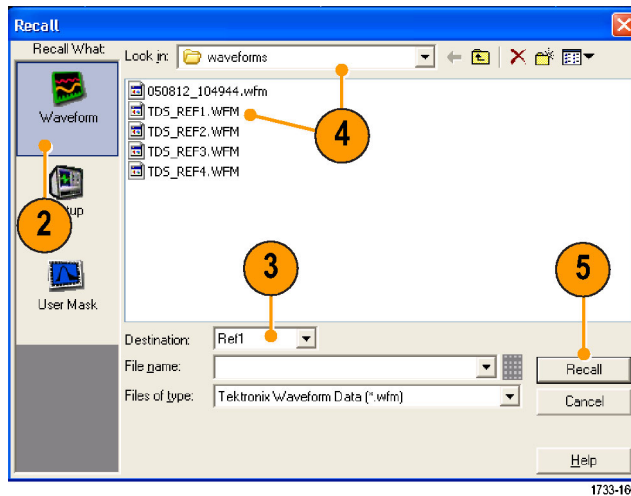 Recall
Recall What:
Look in: waveforms
Waveform
050812_104944.wfm
TDS_REF1.WFM
TDS_REF2.WFM
TDS_REF3.WFM
TDS_REF4.WFM
4
2
tup
3
5
User Mask
Destination: Ref1
File name:
Recall
Files of type: Tektronix Waveform Data (*.wfm)
Cancel
Help
1733-16